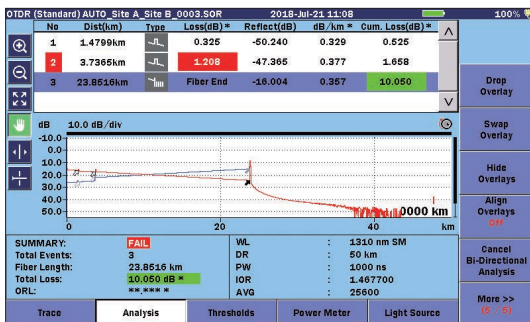 OTDR (Standard) AUTO_Site A_Site B_0003.SOR 2018-Jul-21 11:08 100%
No Dist(km) Type Loss(dB) * Reflect(dB) dB /km * Cum. Loss(dB) *
1 1.4799km 0.325 -50.240 0.329 0.525
2 3.7365km 1.208 -47.365 0.377 1.658
3 23.8516km Fiber End -16.004 0.357 10.050
Drop Overlay
Swap Overlay
Hide Overlays
Align Overlays
Off
Cancel Bi-Directional Analysis
More >>
dB 10.0 dB/div
-10.0
0.0
10.0
20.0
30.0
40.0
50.0
0000 km
0 20 40 km
SUMMARY: FAIL
Total Events: 3
Fiber Length: 23.8516 km
Total Loss: 10.050 dB *
ORL: **.*** *
WL : 1310 nm SM
DR : 50 km
PW : 1000 ns
IOR : 1.467700
AVG : 25600
Trace Analysis Thresholds Power Meter Light Source